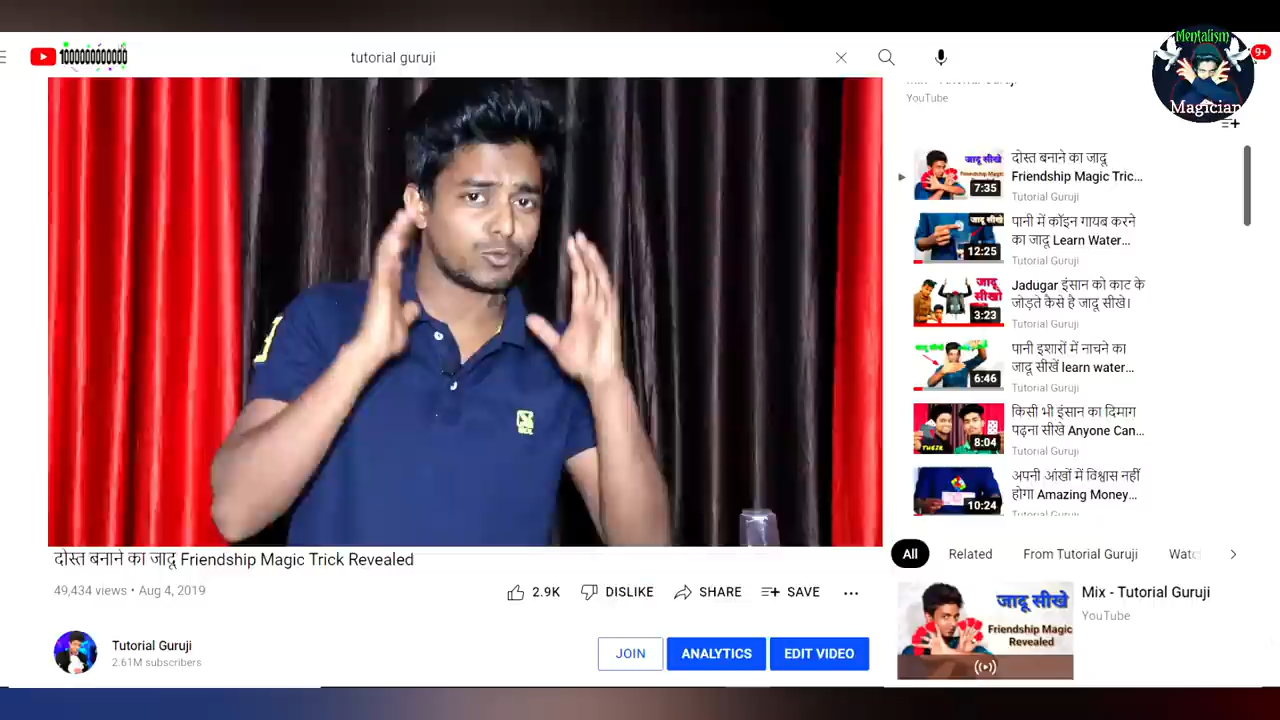 1000000000000
tutorial guruji
9+
Mentalism
Magician
YouTube
जादू सीखे
7:35
दोस्त बनाने का जादू
Friendship Magic Tric...
Tutorial Guruji
12:25
पानी में कॉइन गायब करने
का जादू Learn Water...
Tutorial Guruji
3:23
Jadugar इंसान को काट के
जोड़ते कैसे है जादू सीखे।
Tutorial Guruji
6:46
पानी इशारों में नाचने का
जादू सीखें learn water...
Tutorial Guruji
8:04
किसी भी इंसान का दिमाग
पढ़ना सीखे Anyone Can...
Tutorial Guruji
10:24
अपनी आंखों में विश्वास नहीं
होगा Amazing Money...
Tutorial Guruji
दोस्त बनाने का जादू Friendship Magic Trick Revealed
49,434 views • Aug 4, 2019
2.9K DISLIKE SHARE SAVE
Tutorial Guruji
2.61M subscribers
JOIN ANALYTICS EDIT VIDEO
All Related From Tutorial Guruji
जादू सीखे
Friendship Magic
Revealed
Mix - Tutorial Guruji
YouTube